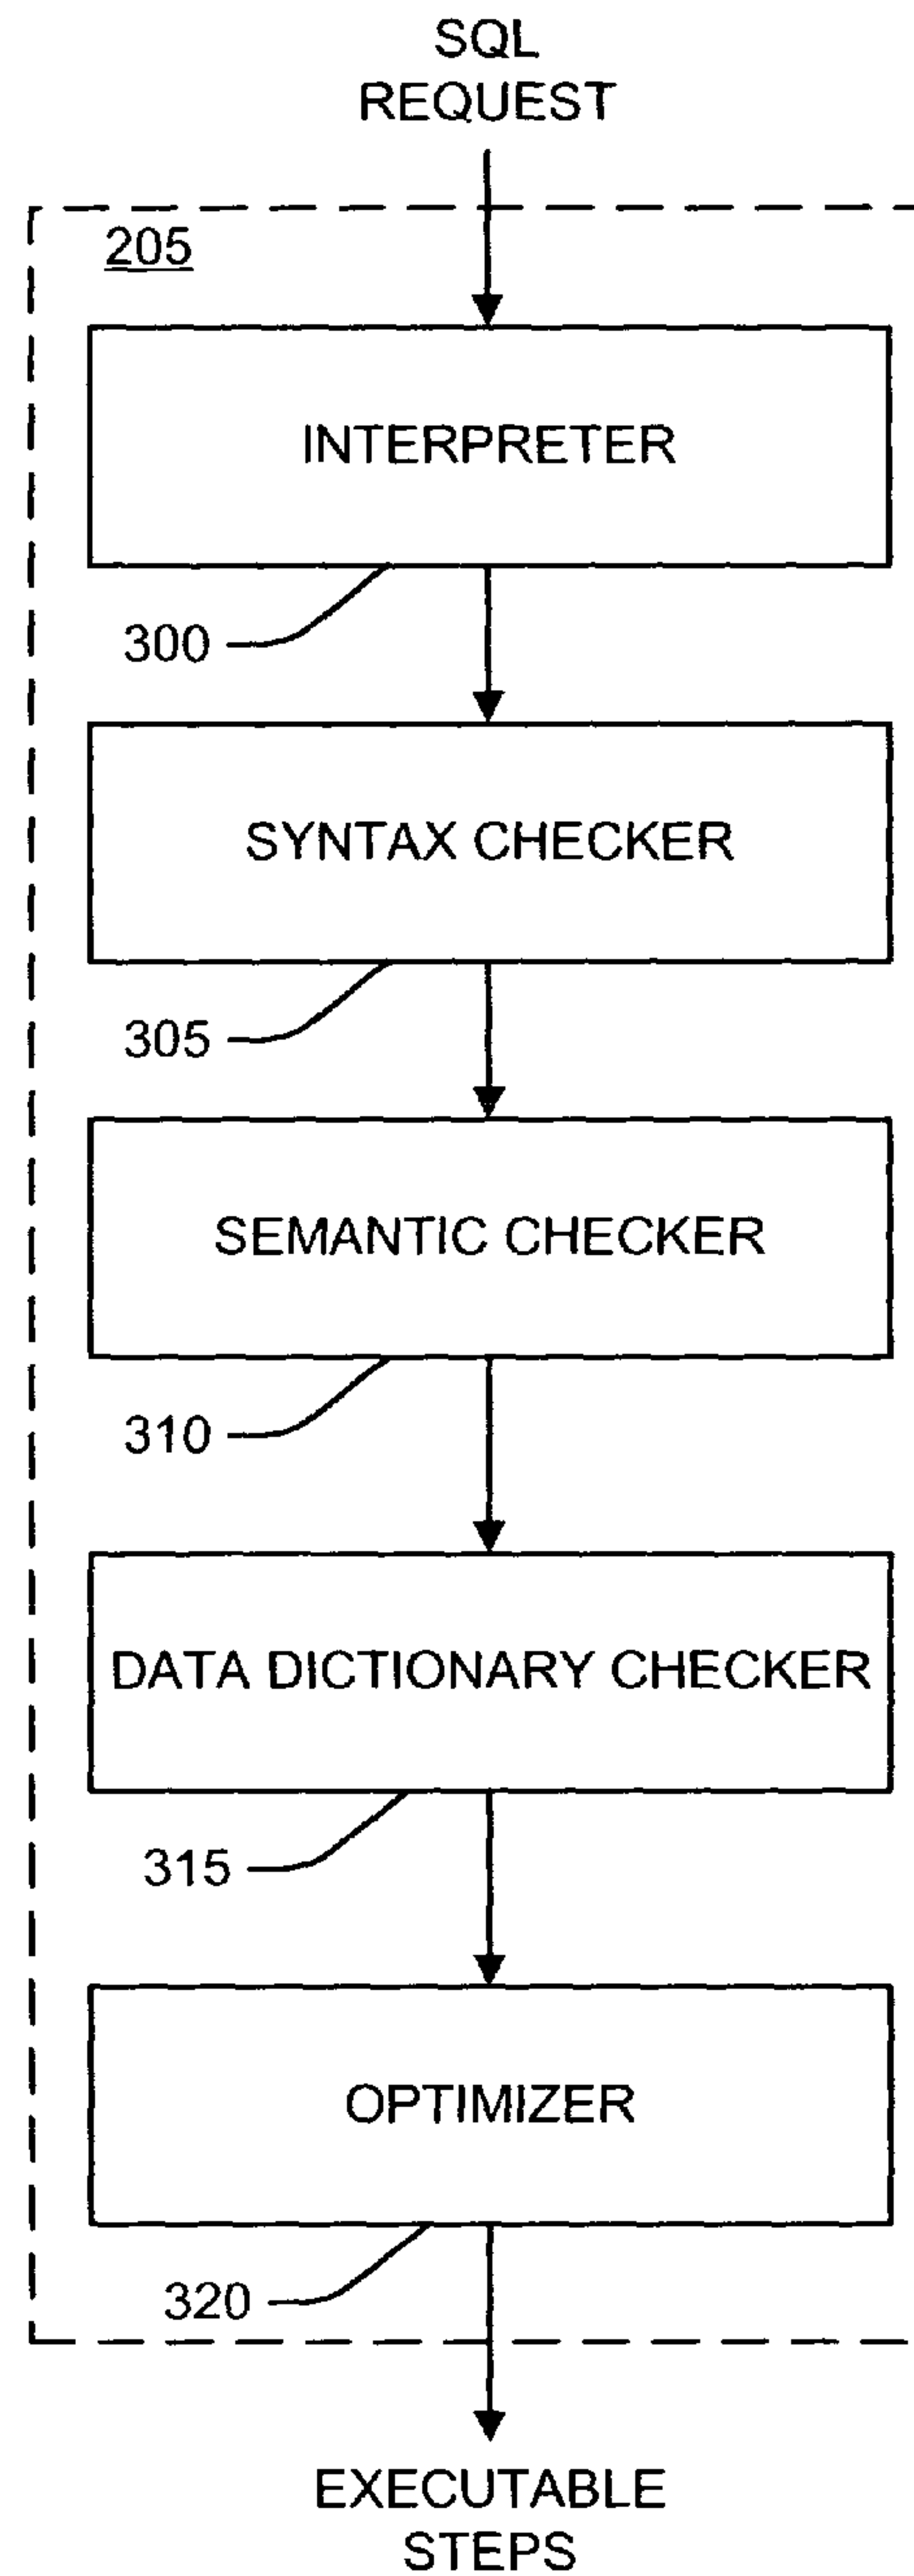 SQL
REQUEST
205
INTERPRETER
300
SYNTAX CHECKER
305
SEMANTIC CHECKER
310
DATA DICTIONARY CHECKER
315
OPTIMIZER
320
EXECUTABLE
STEPS